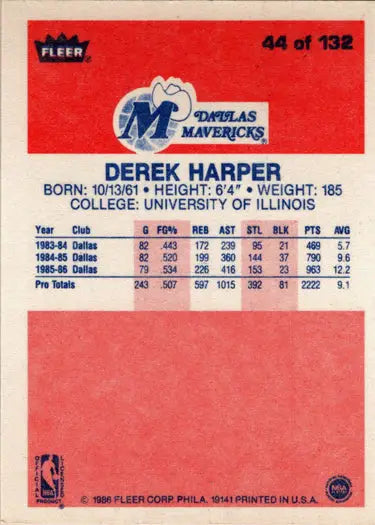 FLEER
44 of 132
M
DALLAS
MAVERICKS
DEREK HARPER
BORN: 10/13/61 • HEIGHT: 6'4" • WEIGHT: 185
COLLEGE: UNIVERSITY OF ILLINOIS
Year Club G FG% REB AST STL BLK PTS AVG
1983-84 Dallas 82 .443 172 239 95 21 469 5.7
1984-85 Dallas 82 .520 199 360 144 37 790 9.6
1985-86 Dallas 79 .534 226 416 153 23 963 12.2
Pro Totals 243 .507 597 1015 392 81 2222 9.1
OFFICIAL LICENSED
NBA
PRODUCT
© 1986 FLEER CORP. PHILA. 19141 PRINTED IN U.S.A.